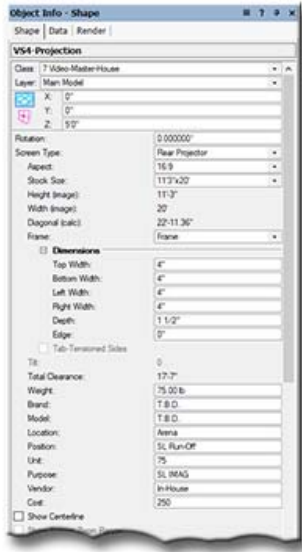 Object Info - Shape
Shape Data Render
VS4-Projection
Class: 7 Video-Master-House
Layer: Main Model
X: 0"
Y: 0"
Z: 5'0"
Rotation: 0.000000°
Screen Type: Rear Projector
Aspect: 16:9
Stock Size: 11'3"x20'
Height (image): 11'-3"
Width (image): 20'
Diagonal (calc): 22'-11.36"
Frame: Frame
Dimensions
Top Width: 4"
Bottom Width: 4"
Left Width: 4"
Right Width: 4"
Depth: 1 1/2"
Edge: 0"
Tab-Tensioned Sides
Tilt: 0
Total Clearance: 17'-7"
Weight: 75.00 lb
Brand: T.B.D.
Model: T.B.D.
Location: Arena
Position: SL Run-Off
Unit: 75
Purpose: SL IMAG
Vendor: In-House
Cost: 250
Show Centerline